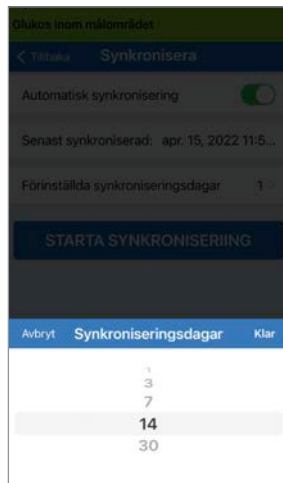 Glukos inom målområdet
< Tillbaka Synkronisera
Automatisk synkronisering
Senast synkroniserad: apr. 15, 2022 11:5...
Förinställda synkroniseringsdagar 1 >
STARTA SYNKRONISERIING
Avbryt Synkroniseringsdagar Klar
1
3
7
14
30